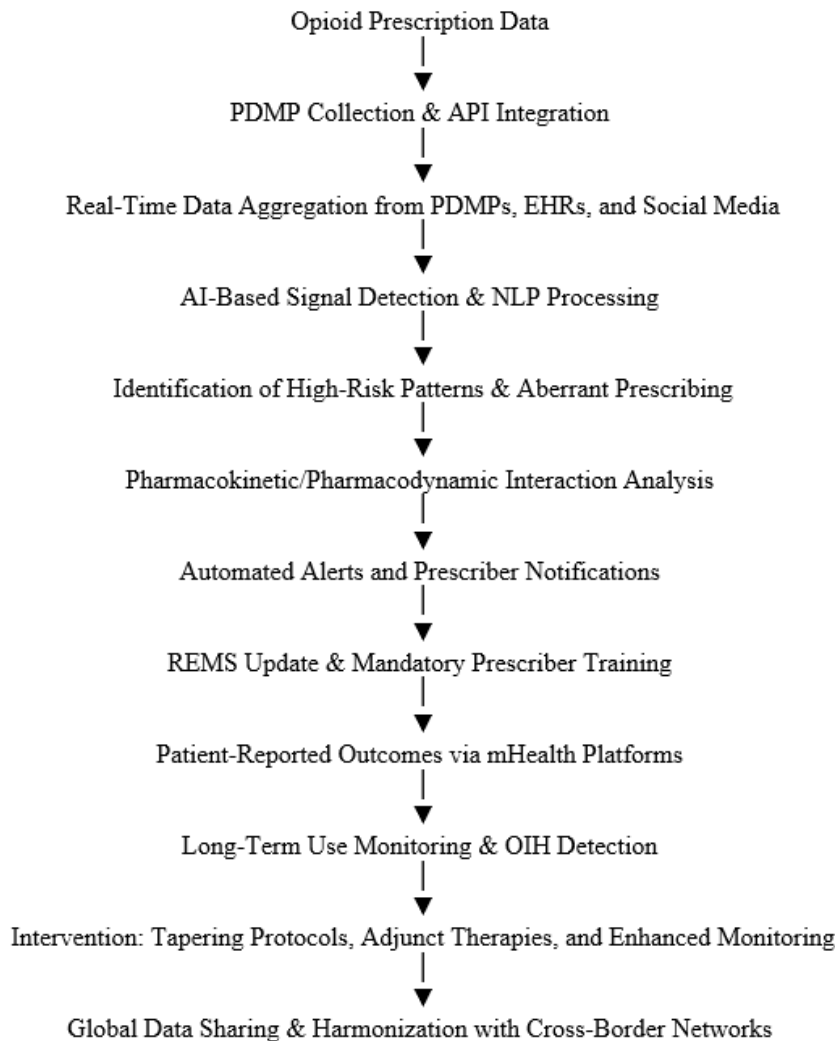 Opioid Prescription Data
PDMP Collection & API Integration
Real-Time Data Aggregation from PDMPs, EHRs, and Social Media
AI-Based Signal Detection & NLP Processing
Identification of High-Risk Patterns & Aberrant Prescribing
Pharmacokinetic/Pharmacodynamic Interaction Analysis
Automated Alerts and Prescriber Notifications
REMS Update & Mandatory Prescriber Training
Patient-Reported Outcomes via mHealth Platforms
Long-Term Use Monitoring & OIH Detection
Intervention: Tapering Protocols, Adjunct Therapies, and Enhanced Monitoring
Global Data Sharing & Harmonization with Cross-Border Networks